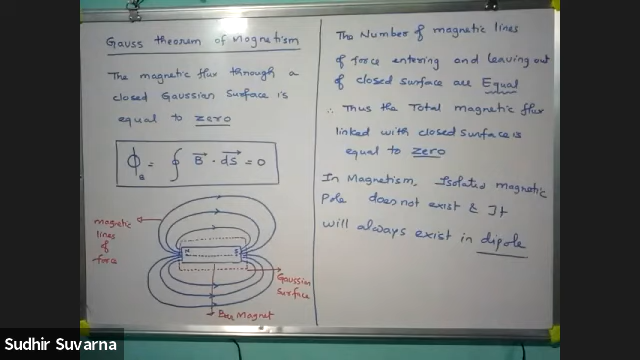 Gauss theorem of Magnetism
The magnetic flux through a
closed Gaussian Surface is
equal to zero
ϕ_B = ∮ B⃗ · ds⃗ = 0
magnetic
lines
of
force
N
S
Gaussian
Surface
Bar Magnet
The Number of magnetic lines
of force entering and leaving out
of closed surface are Equal
∴ Thus the Total magnetic flux
linked with closed surface is
equal to zero
In Magnetism, Isolated magnetic
Pole does not exist & It
will always exist in dipole
Sudhir Suvarna